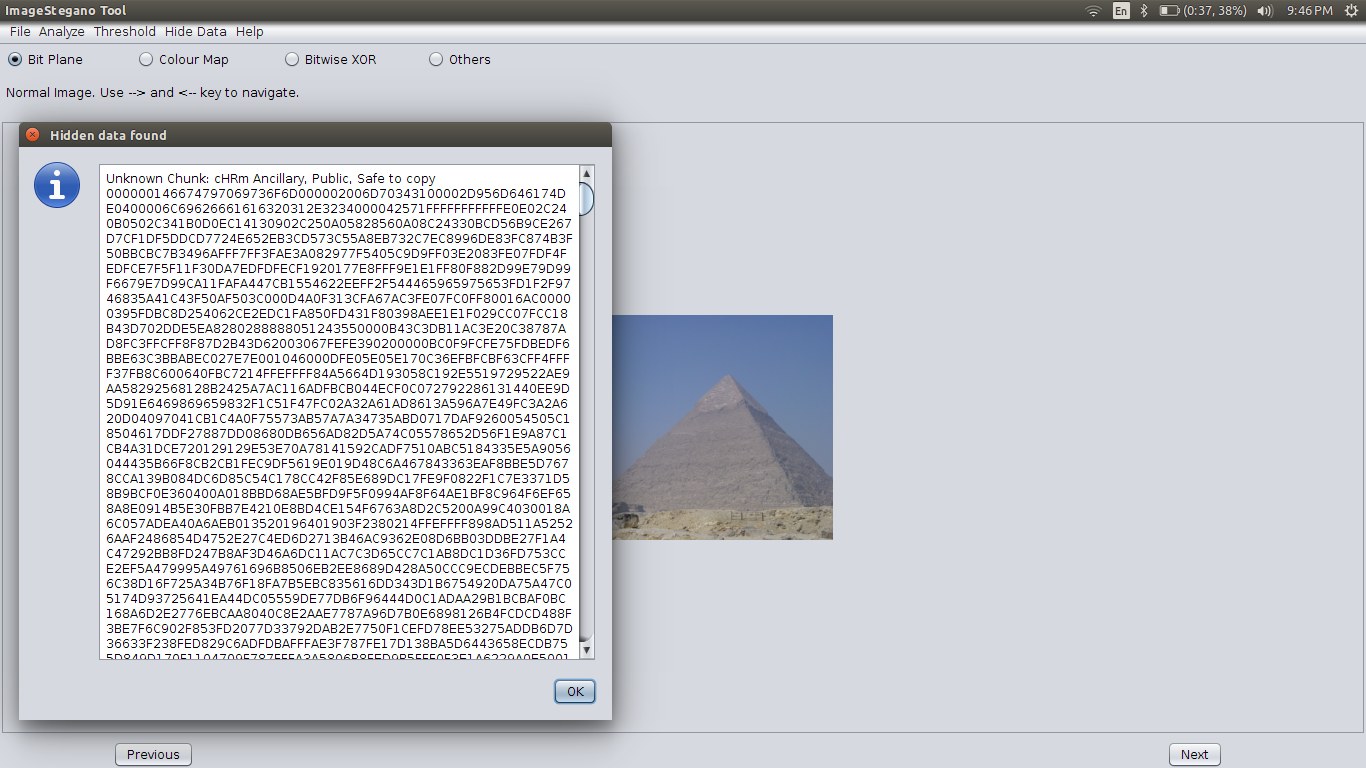 ImageStegano Tool
En
(0:37, 38%)
9:46 PM
File Analyze Threshold Hide Data Help
Bit Plane
Colour Map
Bitwise XOR
Others
Normal Image. Use --> and <-- key to navigate.
Hidden data found
Unknown Chunk: cHRm Ancillary, Public, Safe to copy
000000146674797069736F6D000002006D70343100002D956D646174D
E0400006C69626661616320312E3234000042571FFFFFFFFFFFE0E02C24
0B0502C341B0D0EC14130902C250A05828560A08C24330BCD56B9CE267
D7CF1DF5DDCD7724E652EB3CD573C55A8EB732C7EC8996DE83FC874B3F
50BBCBC7B3496AFFF7FF3FAE3A082977F5405C9D9FF03E2083FE07FDF4F
EDFCE7F5F11F30DA7EDFDFECF1920177E8FFF9E1E1FF80F882D99E79D99
F6679E7D99CA11FAFA447CB1554622EEFF2F544465965975653FD1F2F97
46835A41C43F50AF503C000D4A0F313CFA67AC3FE07FC0FF80016AC0000
0395FDBC8D254062CE2EDC1FA850FD431F80398AEE1E1F029CC07FCC18
B43D702DDE5EA8280288888051243550000B43C3DB11AC3E20C38787A
D8FC3FFCFF8F87D2B43D62003067FEFE390200000BC0F9FCFE75FDBEDF6
BBE63C3BBABEC027E7E001046000DFE05E05E170C36EFBFCBF63CFF4FFF
F37FB8C600640FBC7214FFEFFFF84A5664D193058C192E5519729522AE9
AA58292568128B2425A7AC116ADFBCB044ECF0C072792286131440EE9D
5D91E6469869659832F1C51F47FC02A32A61AD8613A596A7E49FC3A2A6
20D04097041CB1C4A0F75573AB57A7A34735ABD0717DAF9260054505C1
8504617DDF27887DD08680DB656AD82D5A74C05578652D56F1E9A87C1
CB4A31DCE720129129E53E70A78141592CADF7510ABC5184335E5A9056
044435B66F8CB2CB1FEC9DF5619E019D48C6A467843363EAF8BBE5D767
8CCA139B084DC6D85C54C178CC42F85E689DC17FE9F0822F1C7E3371D5
8B9BCF0E360400A018BBD68AE5BFD9F5F0994AF8F64AE1BF8C964F6EF65
8A8E0914B5E30FBB7E4210E8BD4CE154F6763A8D2C5200A99C4030018A
6C057ADEA40A6AEB013520196401903F2380214FFEFFFF898AD511A5252
6AAF2486854D4752E27C4ED6D2713B46AC9362E08D6BB03DDBE27F1A4
C47292BB8FD247B8AF3D46A6DC11AC7C3D65CC7C1AB8DC1D36FD753CC
E2EF5A479995A49761696B8506EB2EE8689D428A50CCC9ECDEBBEC5F75
6C38D16F725A34B76F18FA7B5EBC835616DD343D1B6754920DA75A47C0
5174D93725641EA44DC05559DE77DB6F96444D0C1ADAA29B1BCBAF0BC
168A6D2E2776EBCAA8040C8E2AAE7787A96D7B0E6898126B4FCDCD488F
3BE7F6C902F853FD2077D33792DAB2E7750F1CEFD78EE53275ADDB6D7D
36633F238FED829C6ADFDBAFFFAE3F787FE17D138BA5D6443658ECDB75
OK
Previous
Next